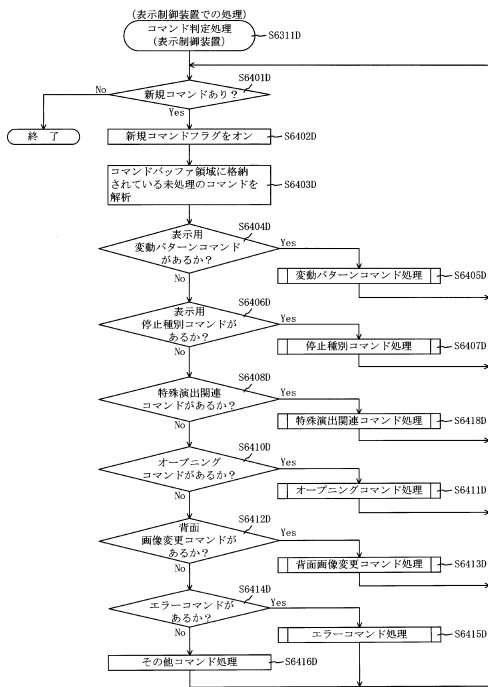 (表示制御装置での処理)
コマンド判定処理
(表示制御装置)
S6311D
S6401D
新規コマンドあり?
No
Yes
終 了
新規コマンドフラグをオン
S6402D
コマンドバッファ領域に格納
されている未処理のコマンドを
解析
S6403D
S6404D
表示用
変動パターンコマンド
があるか?
Yes
No
変動パターンコマンド処理
S6405D
S6406D
表示用
停止種別コマンドが
あるか?
Yes
No
停止種別コマンド処理
S6407D
S6408D
特殊演出関連
コマンドがあるか?
Yes
No
特殊演出関連コマンド処理
S6418D
S6410D
オープニング
コマンドがあるか?
Yes
No
オープニングコマンド処理
S6411D
S6412D
背面
画像変更コマンドが
あるか?
Yes
No
背面画像変更コマンド処理
S6413D
S6414D
エラーコマンドが
あるか?
Yes
No
エラーコマンド処理
S6415D
その他コマンド処理
S6416D